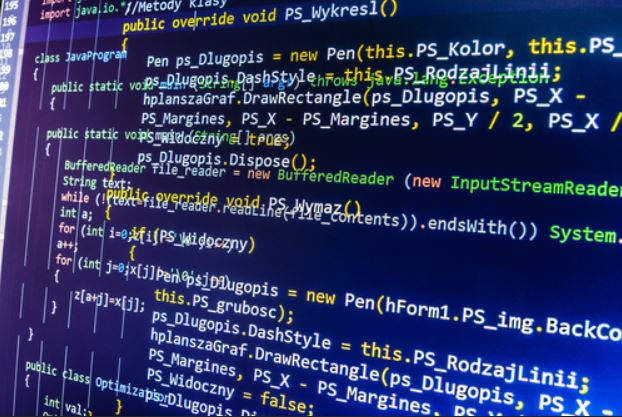 195
196
197
198
import java.io.*;
//Metody klasy
public override void PS_Wykresl()
{
Pen ps_Dlugopis = new Pen(this.PS_Kolor, this.PS_
ps_Dlugopis.DashStyle = this.PS_RodzajLinii;
hplanszaGraf.DrawRectangle(ps_Dlugopis, PS_X -
PS_Margines, PS_X - PS_Margines, PS_Y / 2, PS_X /
PS_Widoczny = true;
ps_Dlugopis.Dispose();
public override void PS_Wymaz()
{
if (PS_Widoczny)
{
Pen ps_Dlugopis = new Pen(hForm1.PS_img.BackCo
this.PS_grubosc);
ps_Dlugopis.DashStyle = this.PS_RodzajLinii;
hplanszaGraf.DrawRectangle(ps_Dlugopis, PS_X -
PS_Margines, PS_X - PS_Margines,
PS_Widoczny = false;
ps_Dlugopis
}
import
class JavaProgram
{
public static void main (String[] args) throws java.lang.Exception
{
public static void main (String[] args)
{
BufferedReader file_reader = new BufferedReader (new InputStreamReader
String text;
while (!(text=file_reader.readLine(file_contents)).endsWith()) System.
int a;
for (int i=0;
a++;
for (int j=0;x[j]
{
z[a+j]=x[j];
}
}
public class Optimization
{
int val;